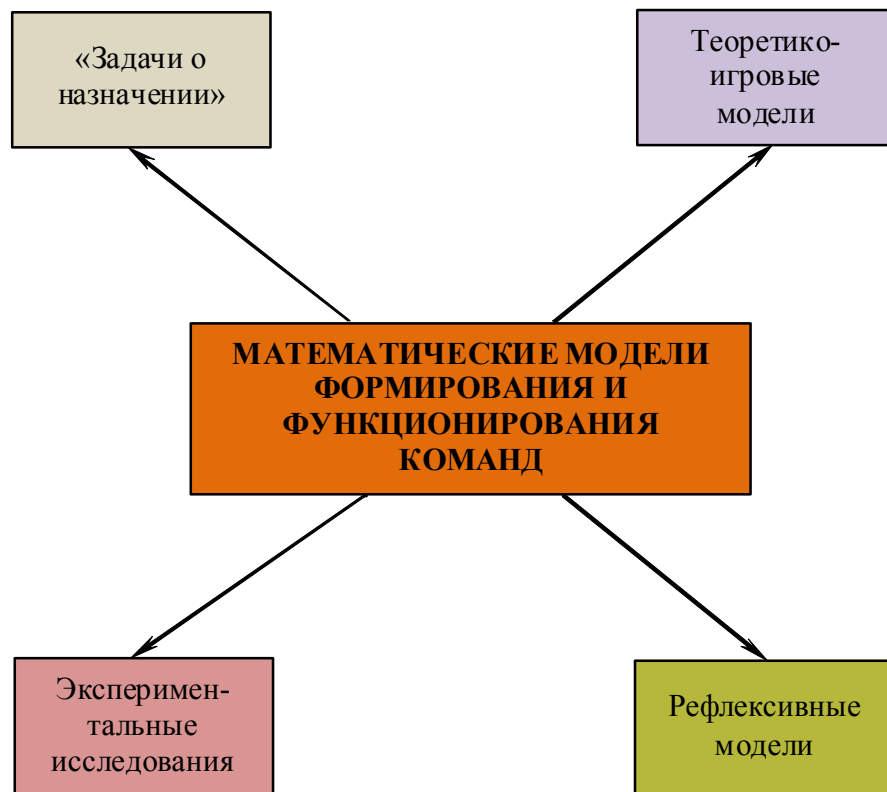 «Задачи о
назначении»
Теоретико-
игровые
модели
МАТЕМАТИЧЕСКИЕ МОДЕЛИ
ФОРМИРОВАНИЯ И
ФУНКЦИОНИРОВАНИЯ
КОМАНД
Эксперимен-
тальные
исследования
Рефлексивные
модели